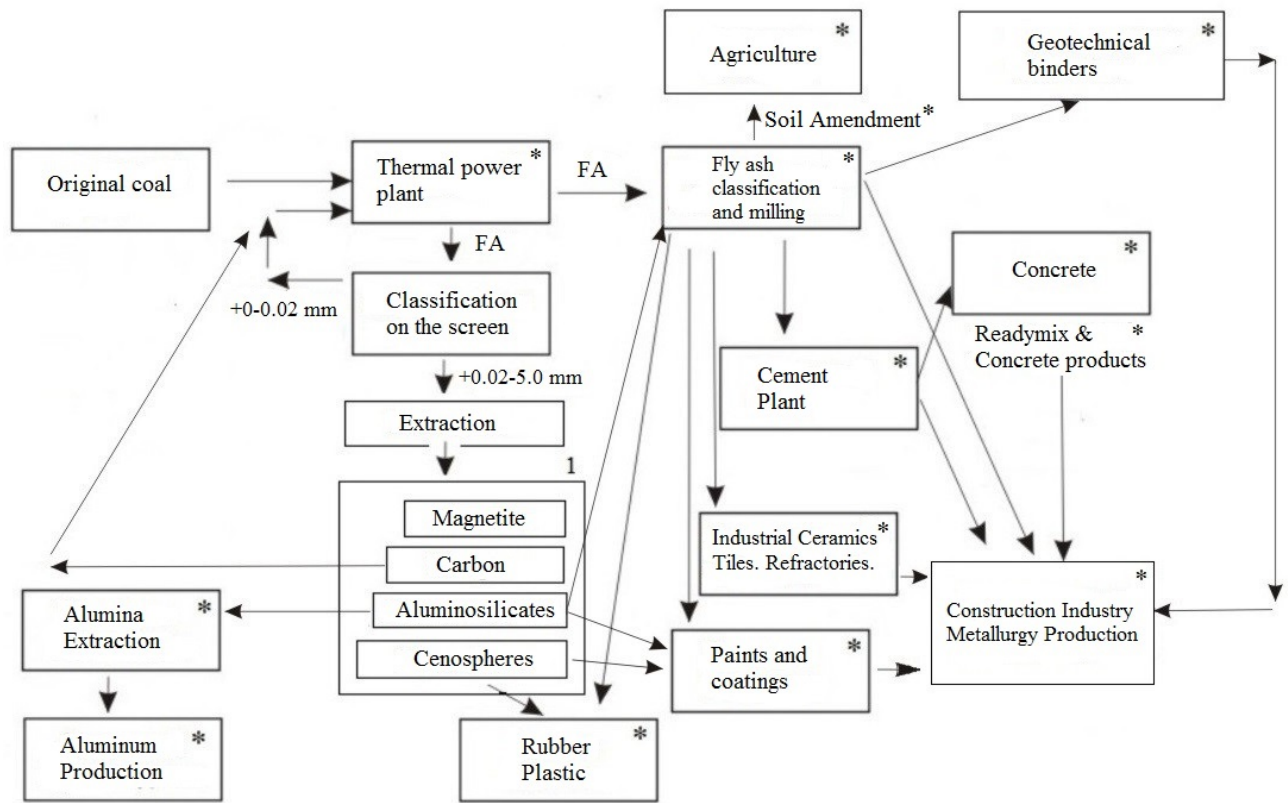 Agriculture *
Geotechnical *
binders
Soil Amendment *
Original coal
Thermal power *
plant
FA
Fly ash *
classification
and milling
FA
Concrete *
+0-0.02 mm
Classification
on the screen
Readymix & *
Concrete products
Cement *
Plant
+0.02-5.0 mm
Extraction
1
Magnetite
Carbon
Aluminosilicates
Cenospheres
Industrial Ceramics *
Tiles. Refractories.
Alumina *
Extraction
Construction Industry *
Metallurgy Production
Paints and *
coatings
Aluminum *
Production
Rubber *
Plastic